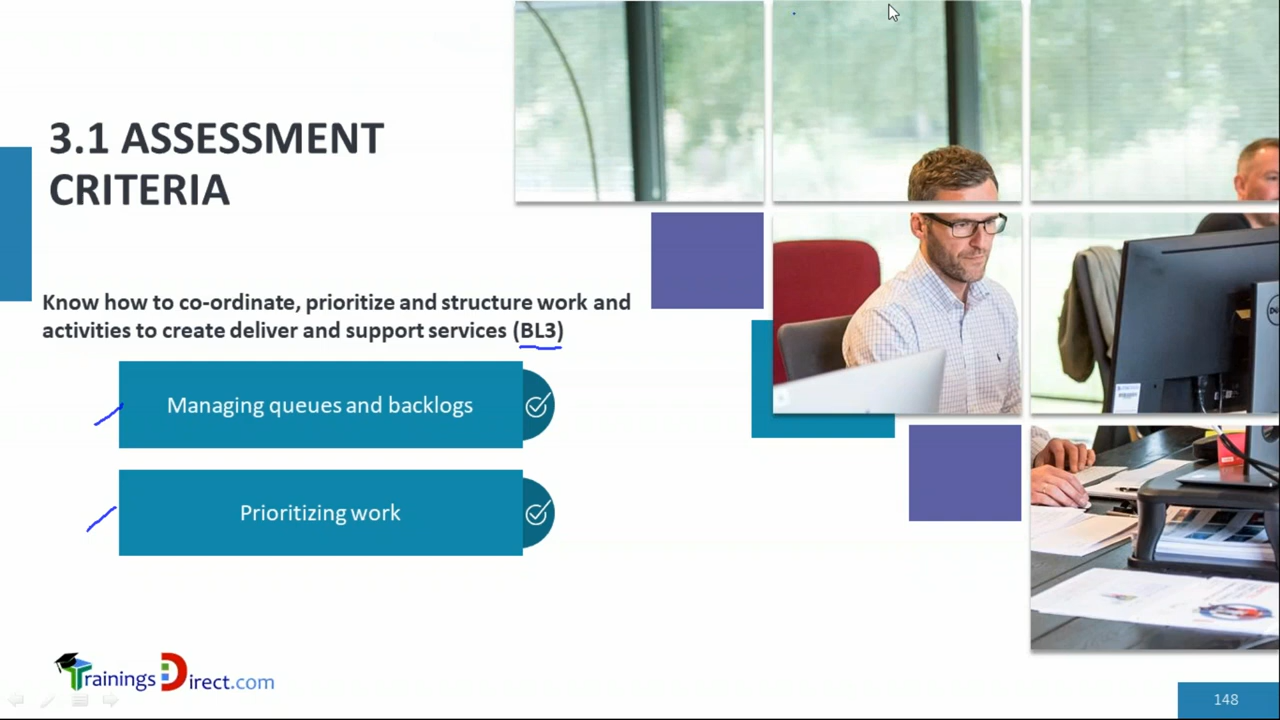 3.1 ASSESSMENT
CRITERIA
Know how to co-ordinate, prioritize and structure work and
activities to create deliver and support services (BL3)
Managing queues and backlogs
Prioritizing work
TrainingsDirect.com
148